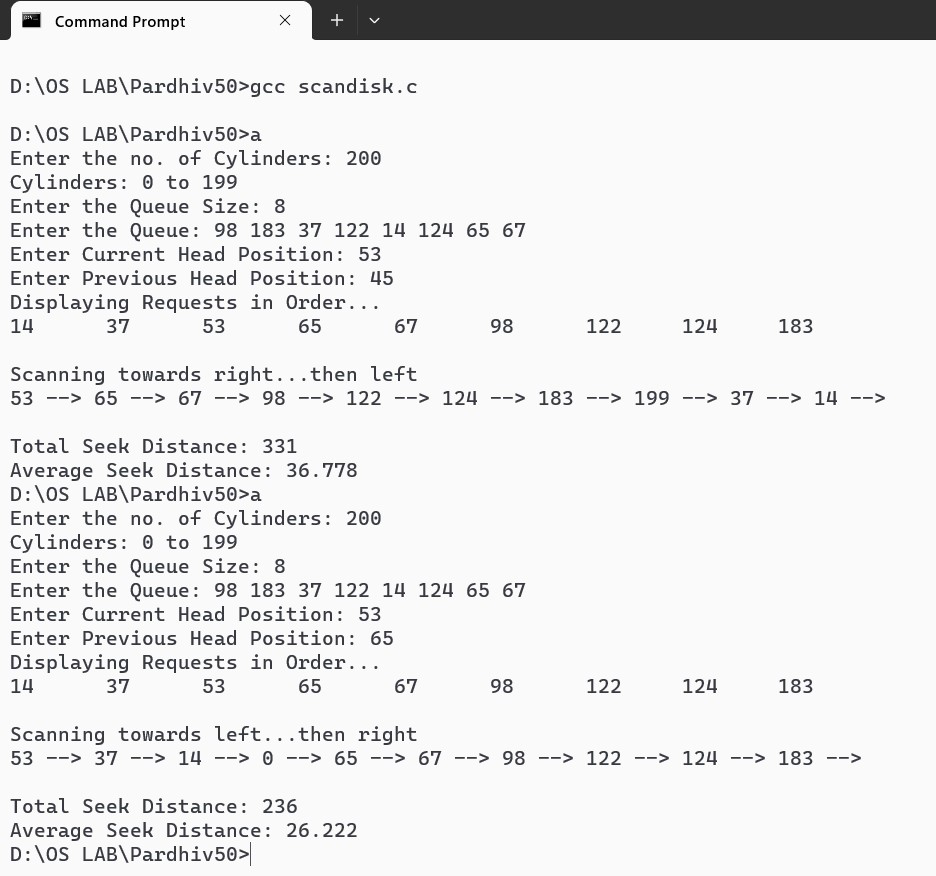 Command Prompt
D:\OS LAB\Pardhiv50>gcc scandisk.c
D:\OS LAB\Pardhiv50>a
Enter the no. of Cylinders: 200
Cylinders: 0 to 199
Enter the Queue Size: 8
Enter the Queue: 98 183 37 122 14 124 65 67
Enter Current Head Position: 53
Enter Previous Head Position: 45
Displaying Requests in Order...
14      37      53      65      67      98      122     124     183
Scanning towards right...then left
53 --> 65 --> 67 --> 98 --> 122 --> 124 --> 183 --> 199 --> 37 --> 14 -->
Total Seek Distance: 331
Average Seek Distance: 36.778
D:\OS LAB\Pardhiv50>a
Enter the no. of Cylinders: 200
Cylinders: 0 to 199
Enter the Queue Size: 8
Enter the Queue: 98 183 37 122 14 124 65 67
Enter Current Head Position: 53
Enter Previous Head Position: 65
Displaying Requests in Order...
14      37      53      65      67      98      122     124     183
Scanning towards left...then right
53 --> 37 --> 14 --> 0 --> 65 --> 67 --> 98 --> 122 --> 124 --> 183 -->
Total Seek Distance: 236
Average Seek Distance: 26.222
D:\OS LAB\Pardhiv50>